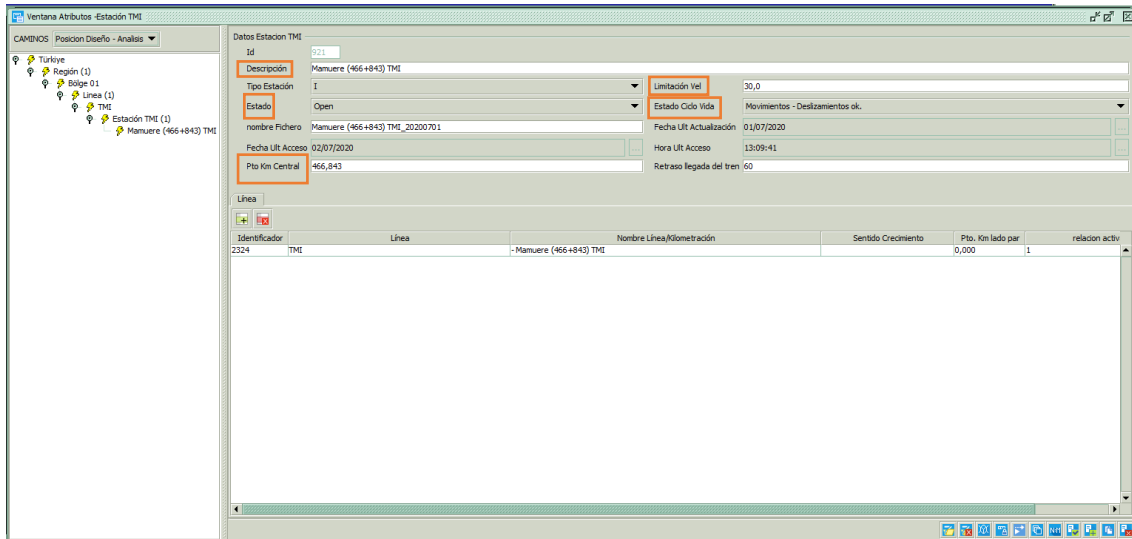 Ventana Atributos -Estación TMI
CAMINOS Posicion Diseño - Analisis
Türkiye
Región (1)
Bölge 01
Linea (1)
TMI
Estación TMI (1)
Mamuere (466+843) TMI
Datos Estacion TMI
Id 921
Descripción Mamuere (466+843) TMI
Tipo Estación I Limitación Vel 30,0
Estado Open Estado Ciclo Vida Movimientos - Deslizamientos ok.
nombre Fichero Mamuere (466+843) TMI_20200701 Fecha Ult Actualización 01/07/2020
Fecha Ult Acceso 02/07/2020 Hora Ult Acceso 13:09:41
Pto Km Central 466,843 Retraso llegada del tren 60
Línea
Identificador Línea Nombre Línea/Kilometración Sentido Crecimiento Pto. Km lado par relacion activ
2324 TMI - Mamuere (466+843) TMI 0,000 1
N-H